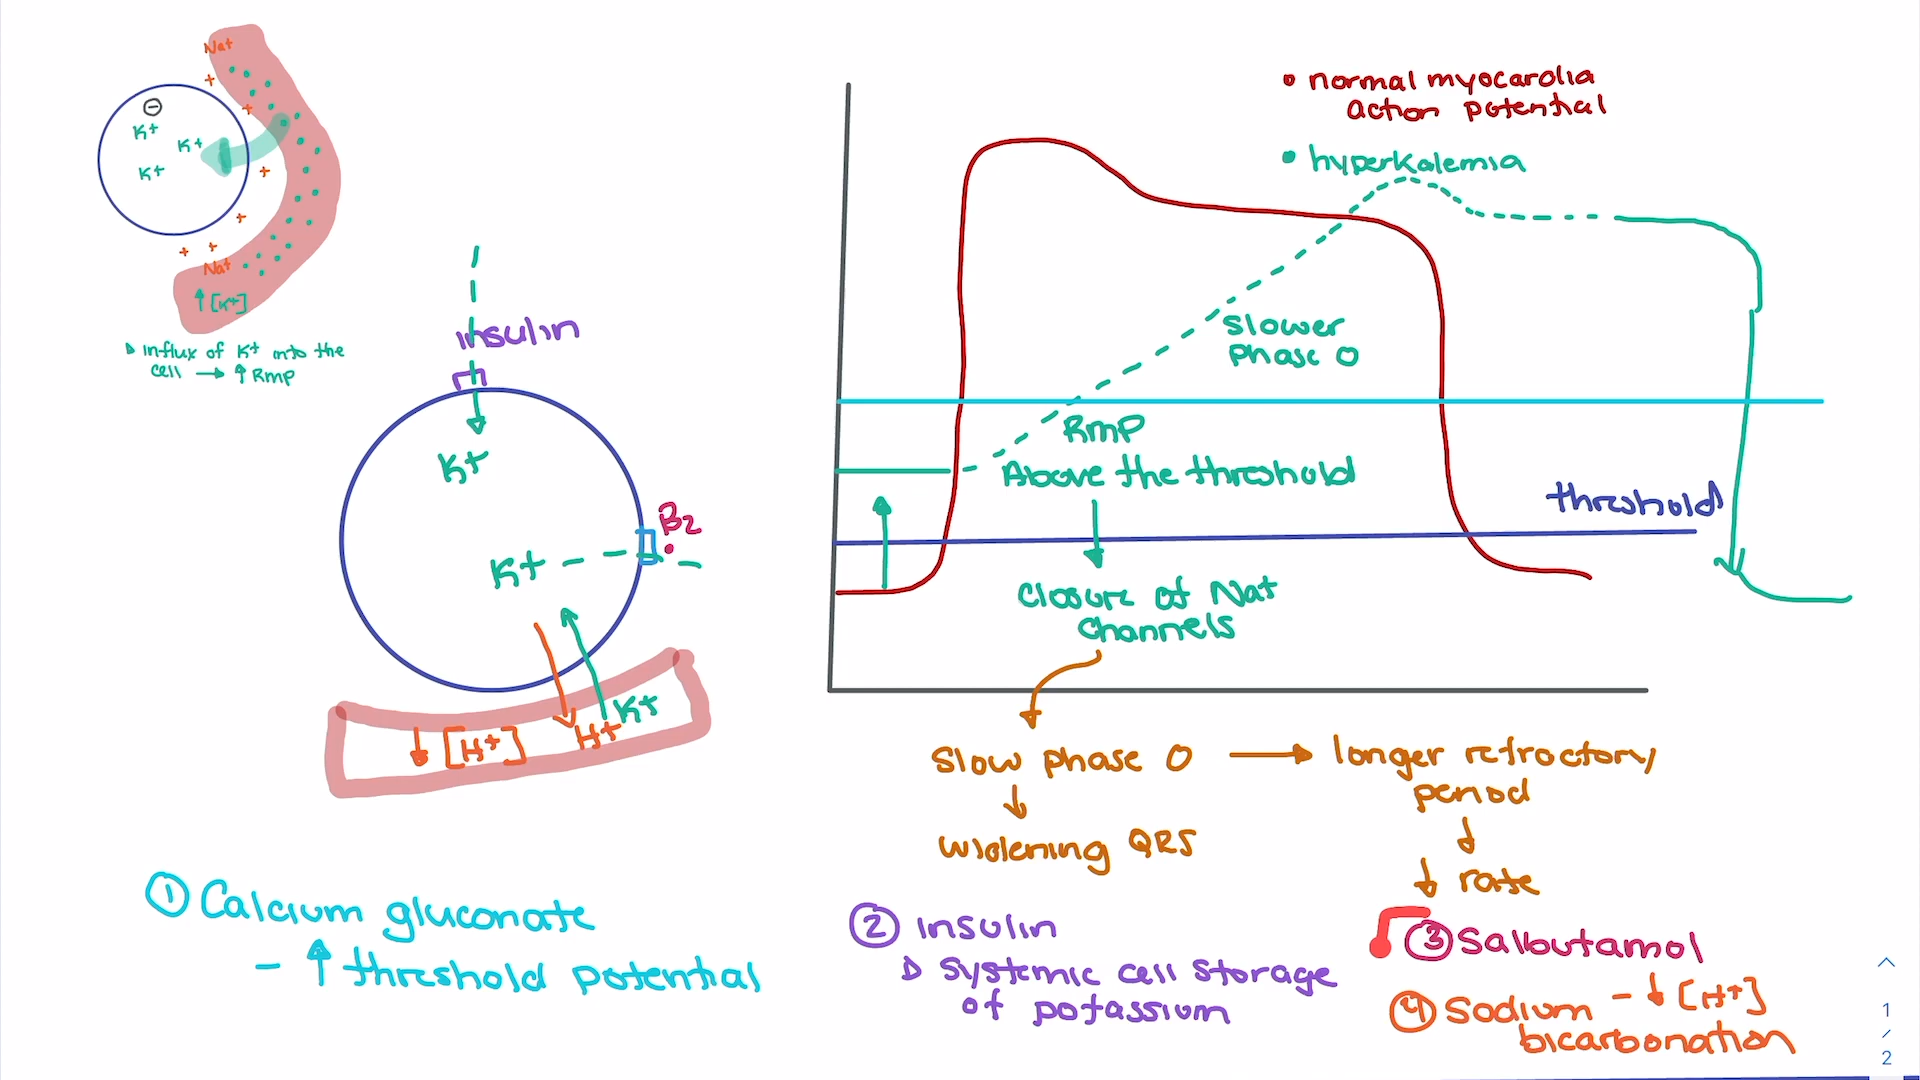 Na+
+
+
⊖
K+
K+
K+
+
+
+ +
Na+
↑[K+]
▷ Influx of K+ into the
cell → ↑ Rmp
insulin
K+
B2
K+
K+
↓ [H+] H+
• normal myocardia
action potential
• hyperkalemia
Slower
Phase 0
Rmp
Above the threshold
threshold
Closure of Na+
Channels
Slow phase 0 → longer refractory
period
↓
widening QRS
↓
↓ rate
① Calcium gluconate
- ↑ threshold potential
② Insulin
▷ Systemic cell storage
of potassium
③ Salbutamol
④ Sodium - ↓ [H+]
bicarbonation
1
/
2